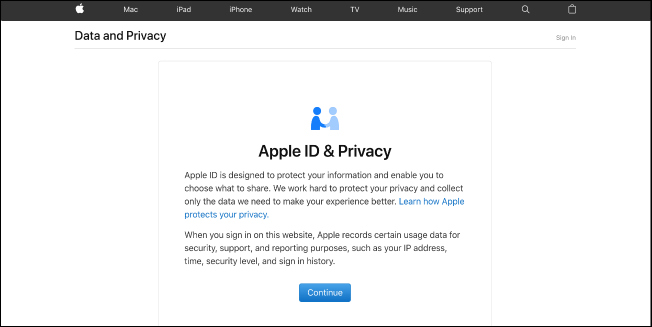 Mac iPad iPhone Watch TV Music Support
Data and Privacy
Sign In
Apple ID & Privacy
Apple ID is designed to protect your information and enable you to
choose what to share. We work hard to protect your privacy and collect
only the data we need to make your experience better. Learn how Apple
protects your privacy.
When you sign in on this website, Apple records certain usage data for
security, support, and reporting purposes, such as your IP address,
time, security level, and sign in history.
Continue